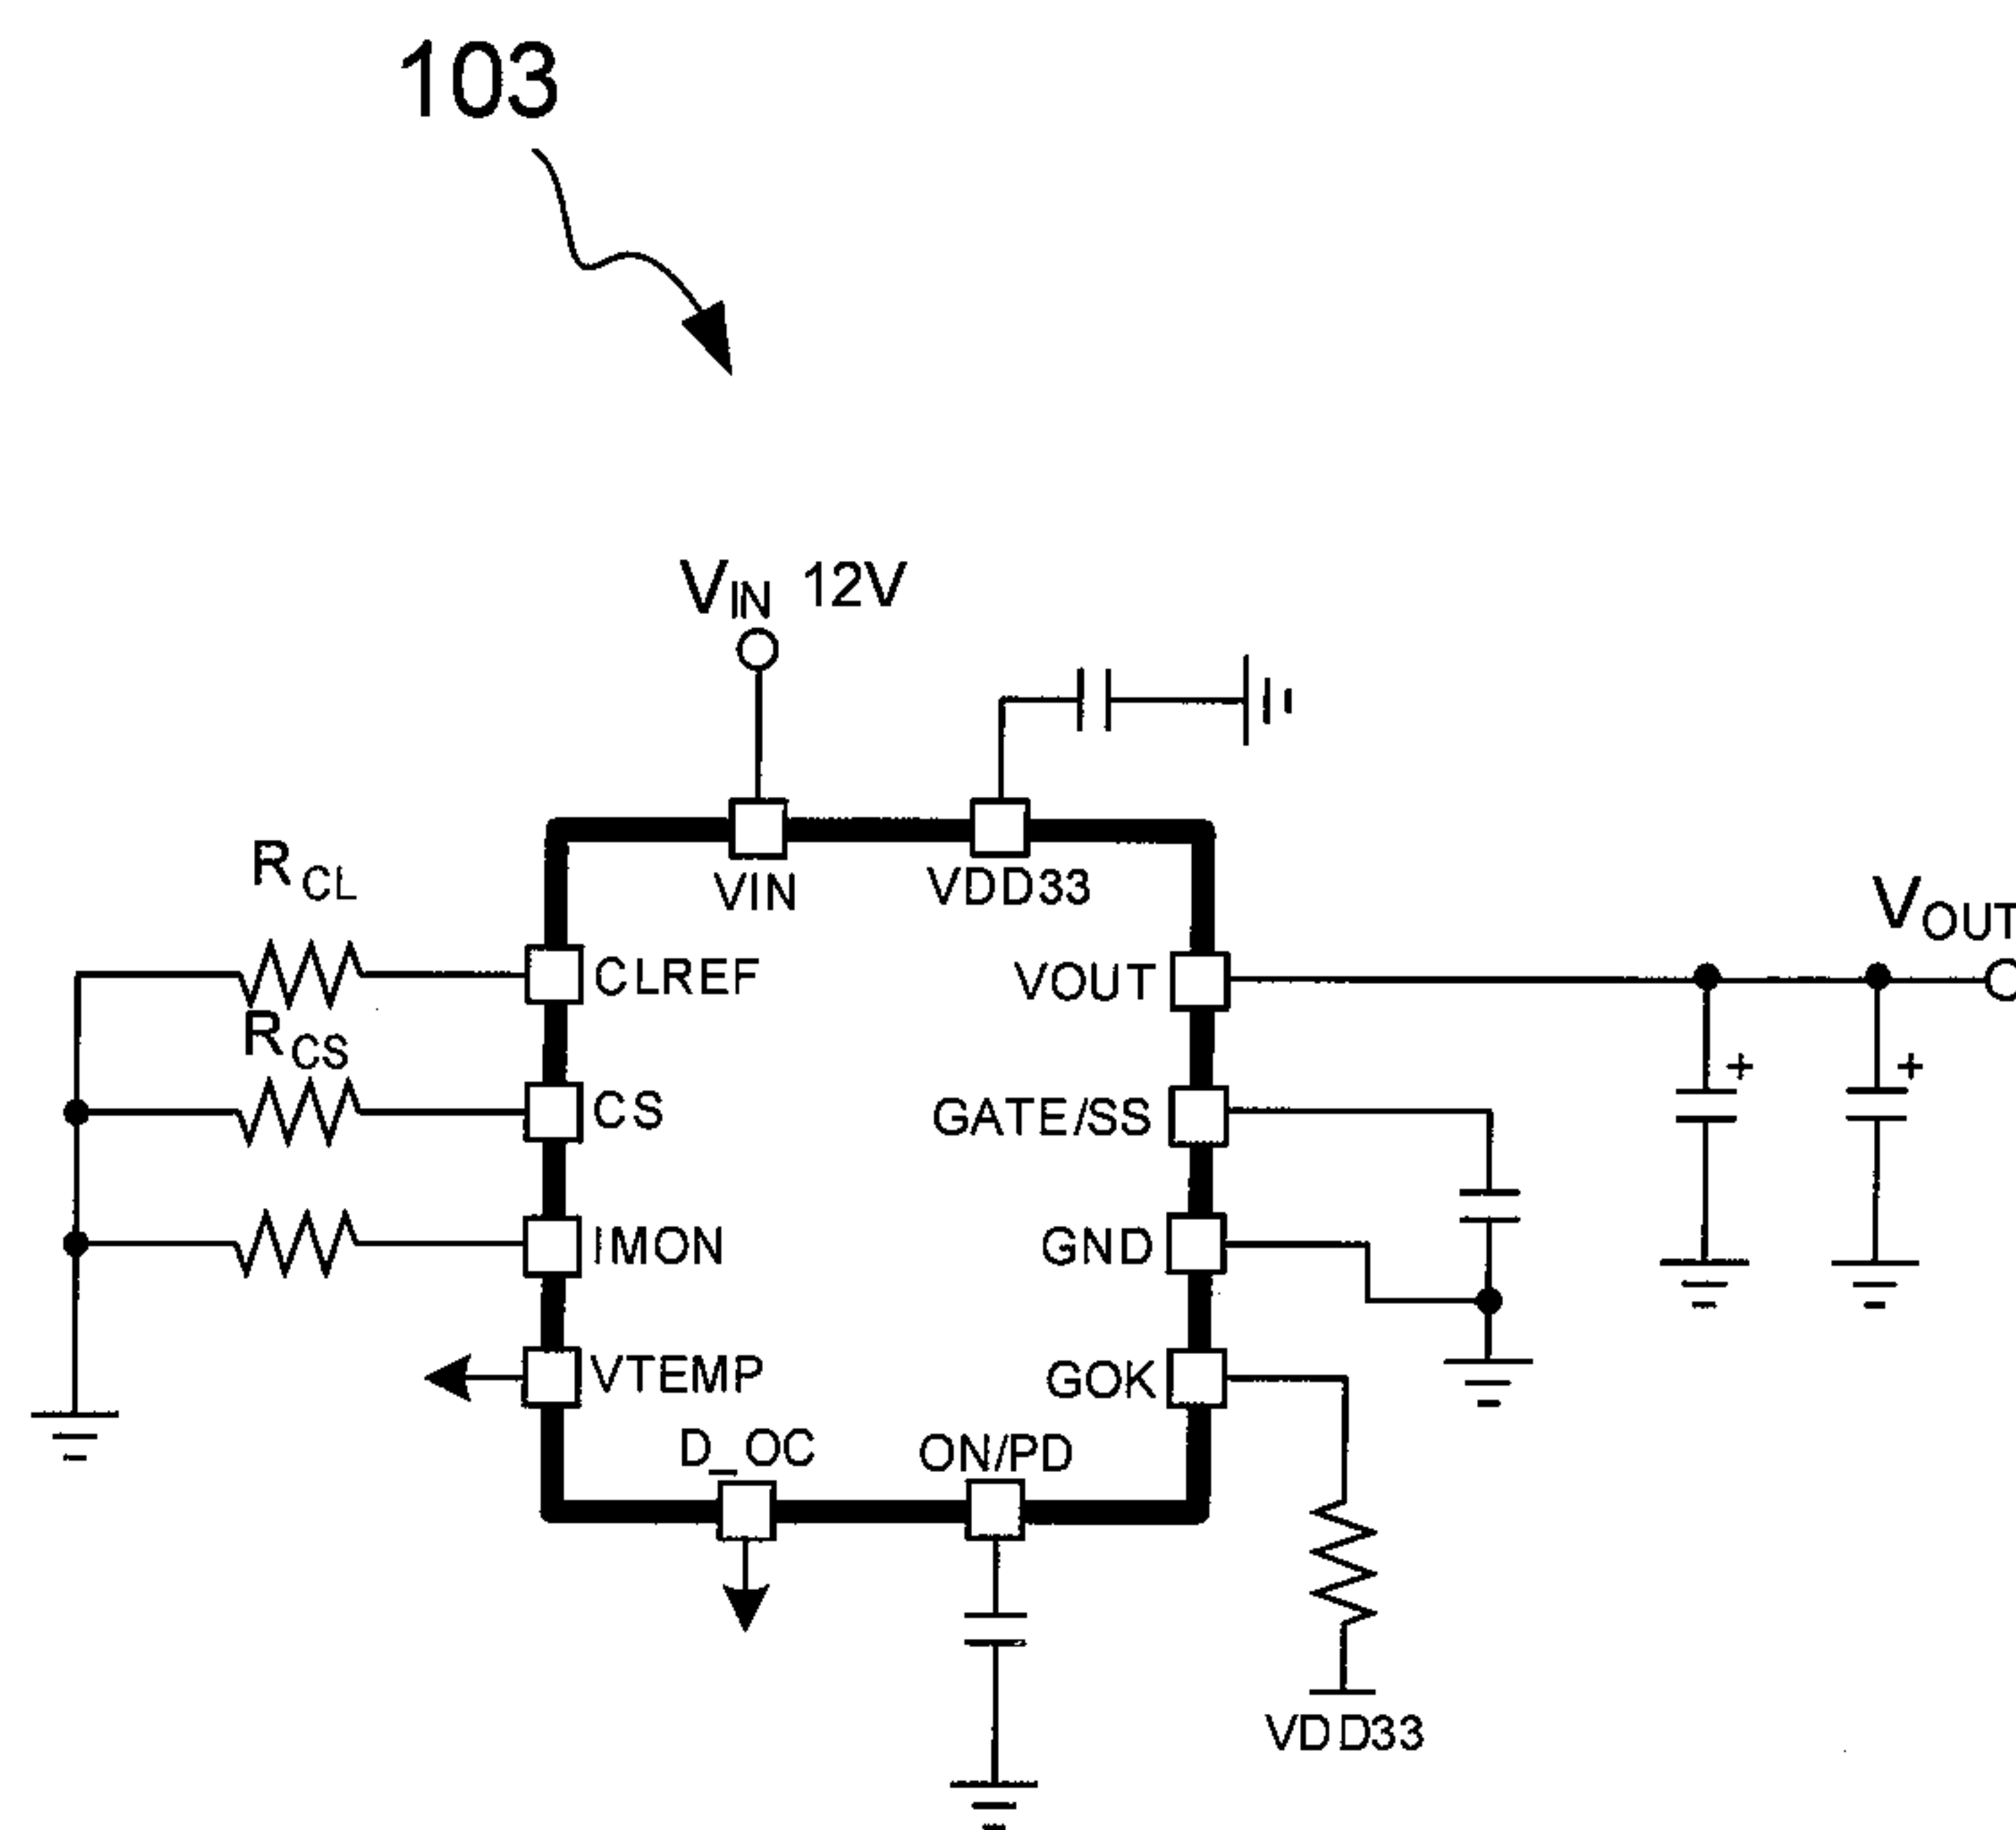 103
VIN 12V
VIN
VDD33
RCL
CLREF
VOUT
VOUT
RCS
CS
GATE/SS
+
+
IMON
GND
VTEMP
GOK
D_OC
ON/PD
VDD33